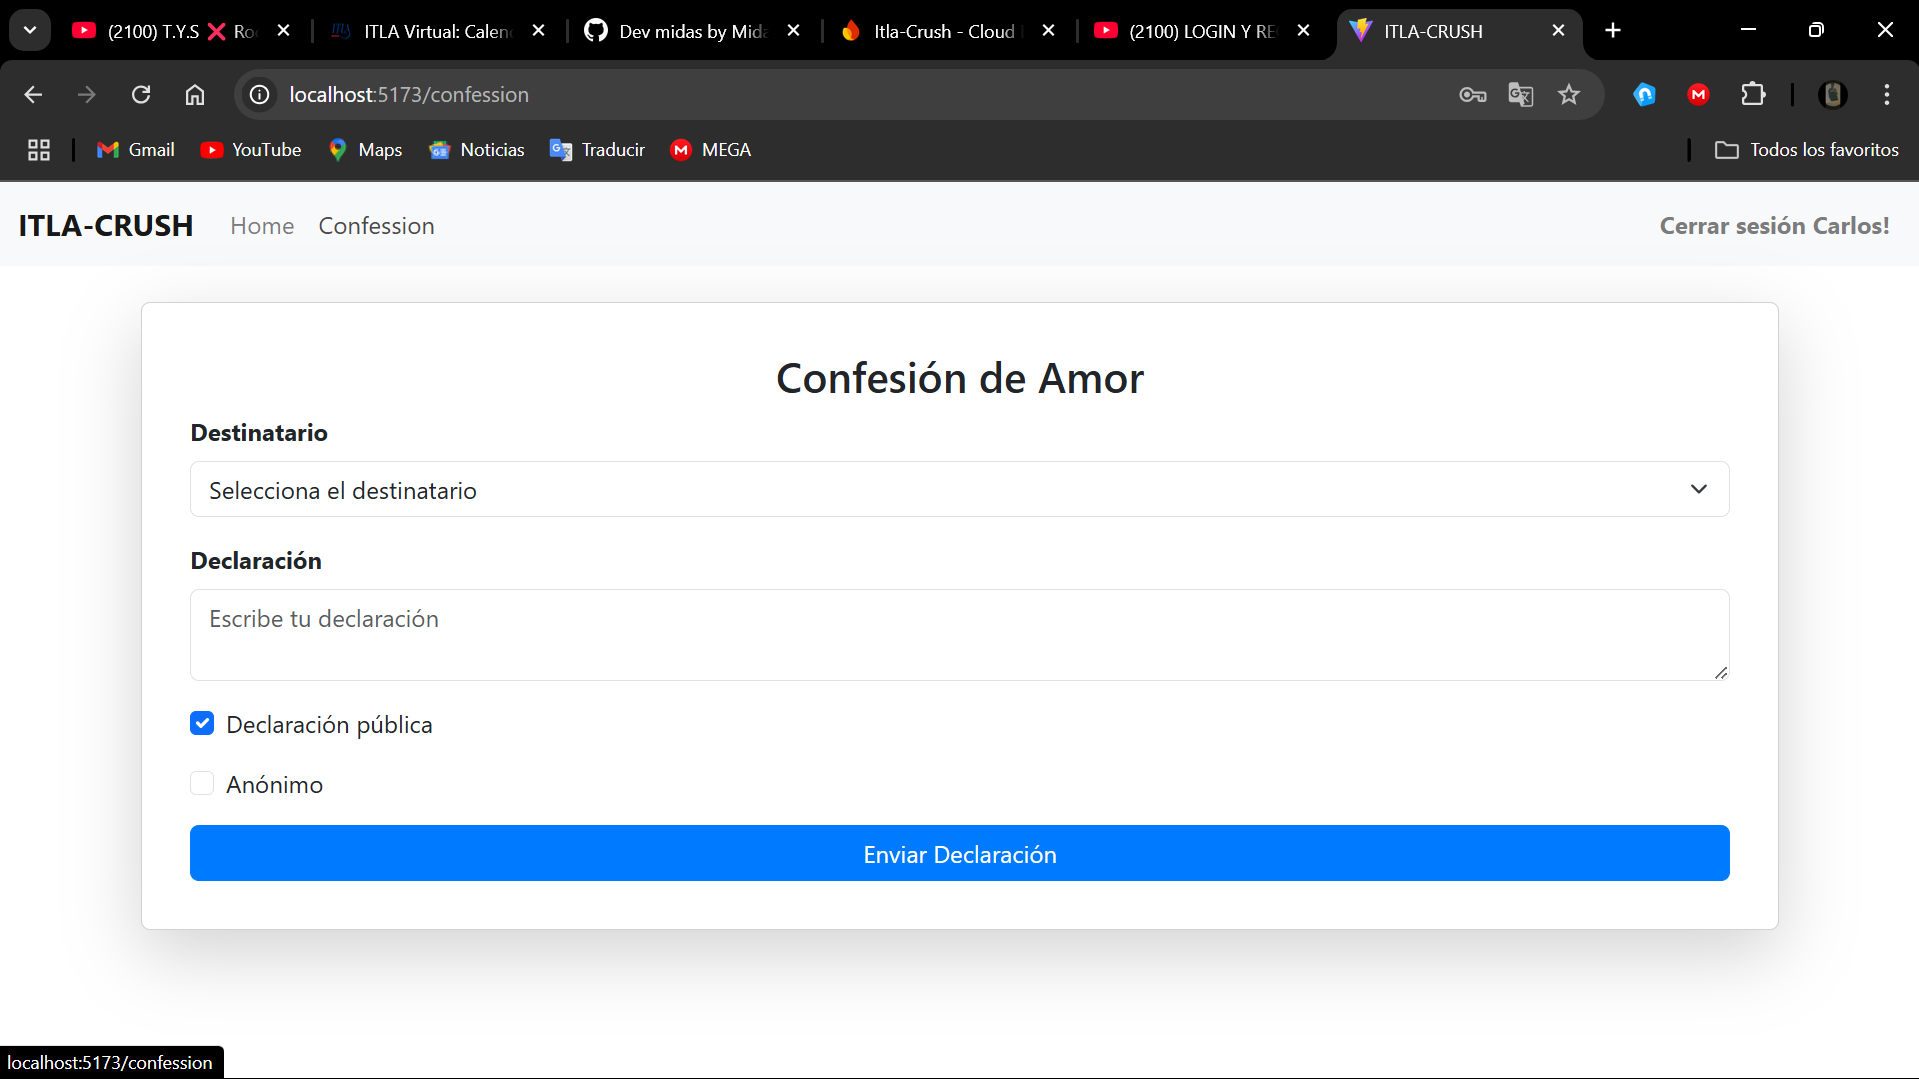 (2100) T.Y.S ❌ Ro
ITLA Virtual: Calen
Dev midas by Mid
Itla-Crush - Cloud
(2100) LOGIN Y RE
ITLA-CRUSH
localhost:5173/confession
Gmail
YouTube
Maps
Noticias
Traducir
MEGA
Todos los favoritos
ITLA-CRUSH
Home
Confession
Cerrar sesión Carlos!
Confesión de Amor
Destinatario
Selecciona el destinatario
Declaración
Escribe tu declaración
Declaración pública
Anónimo
Enviar Declaración
localhost:5173/confession